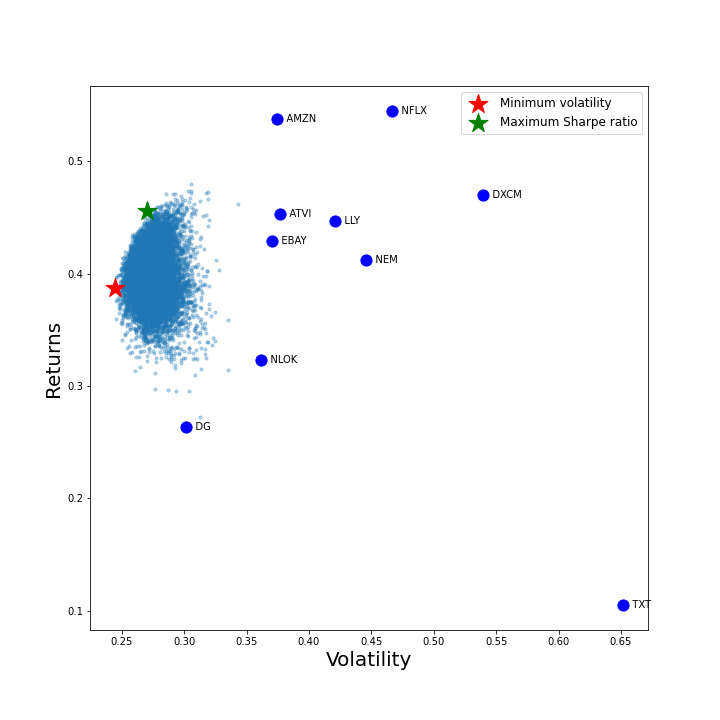 Minimum volatility
Maximum Sharpe ratio
NFLX
AMZN
DXCM
ATVI
LLY
EBAY
NEM
NLOK
DG
TXT
0.5
0.4
0.3
0.2
0.1
Returns
0.25 0.30 0.35 0.40 0.45 0.50 0.55 0.60 0.65
Volatility